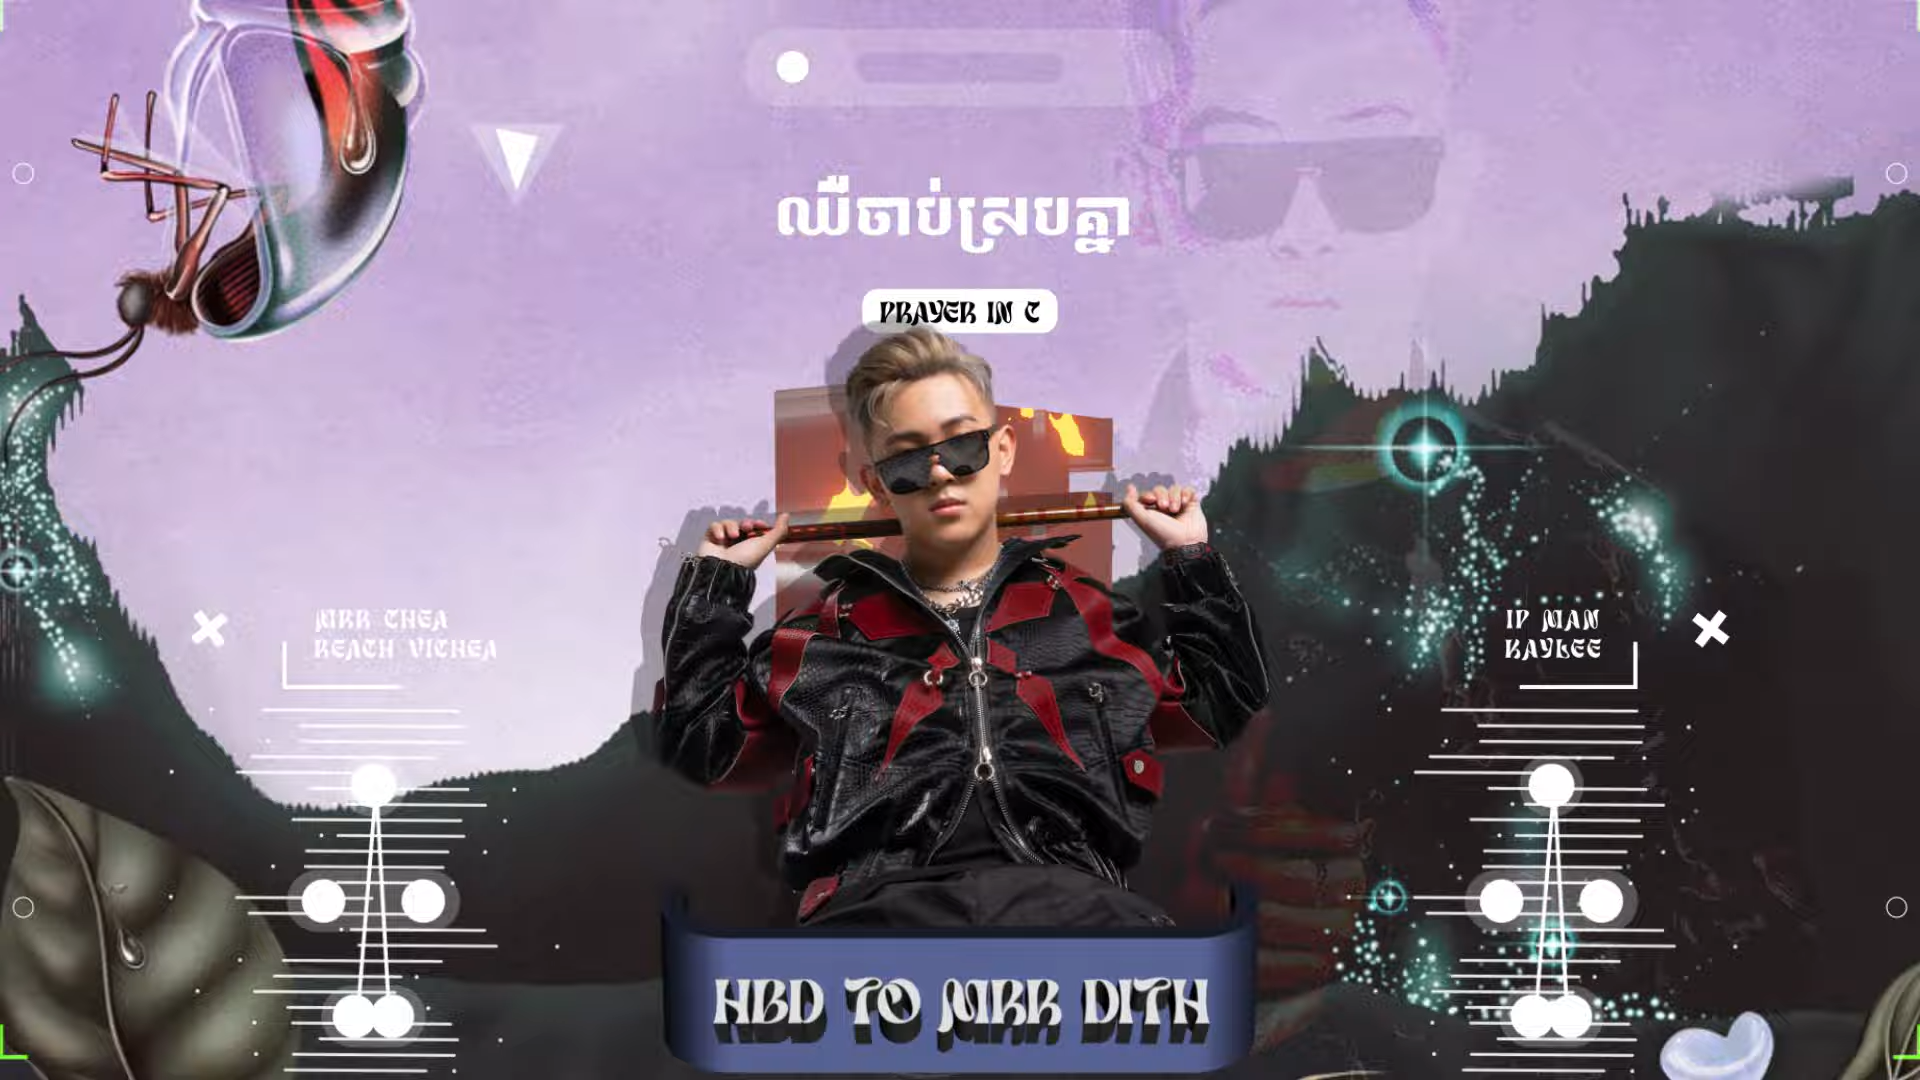 ឈឺចាប់ស្របគ្នា
PRAYER IN C
MRR THEA
REACH VICHEA
IP MAN
KAYLEE
HBD TO MRR DITH